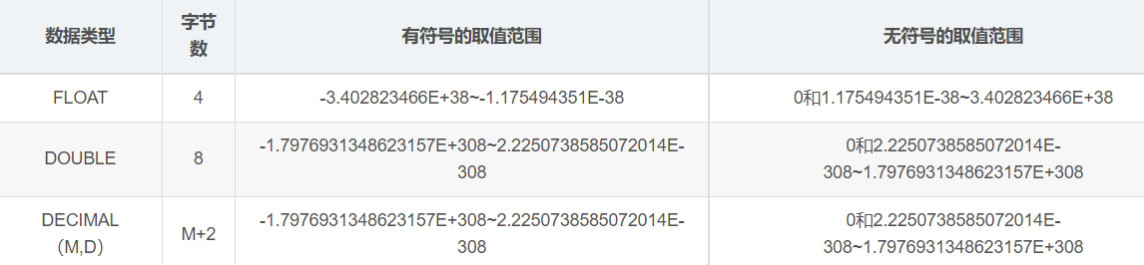 数据类型
字节
数
有符号的取值范围
无符号的取值范围
FLOAT
4
-3.402823466E+38~-1.175494351E-38
0和1.175494351E-38~3.402823466E+38
DOUBLE
8
-1.7976931348623157E+308~2.2250738585072014E-
308
0和2.2250738585072014E-
308~1.7976931348623157E+308
DECIMAL
（M,D）
M+2
-1.7976931348623157E+308~2.2250738585072014E-
308
0和2.2250738585072014E-
308~1.7976931348623157E+308